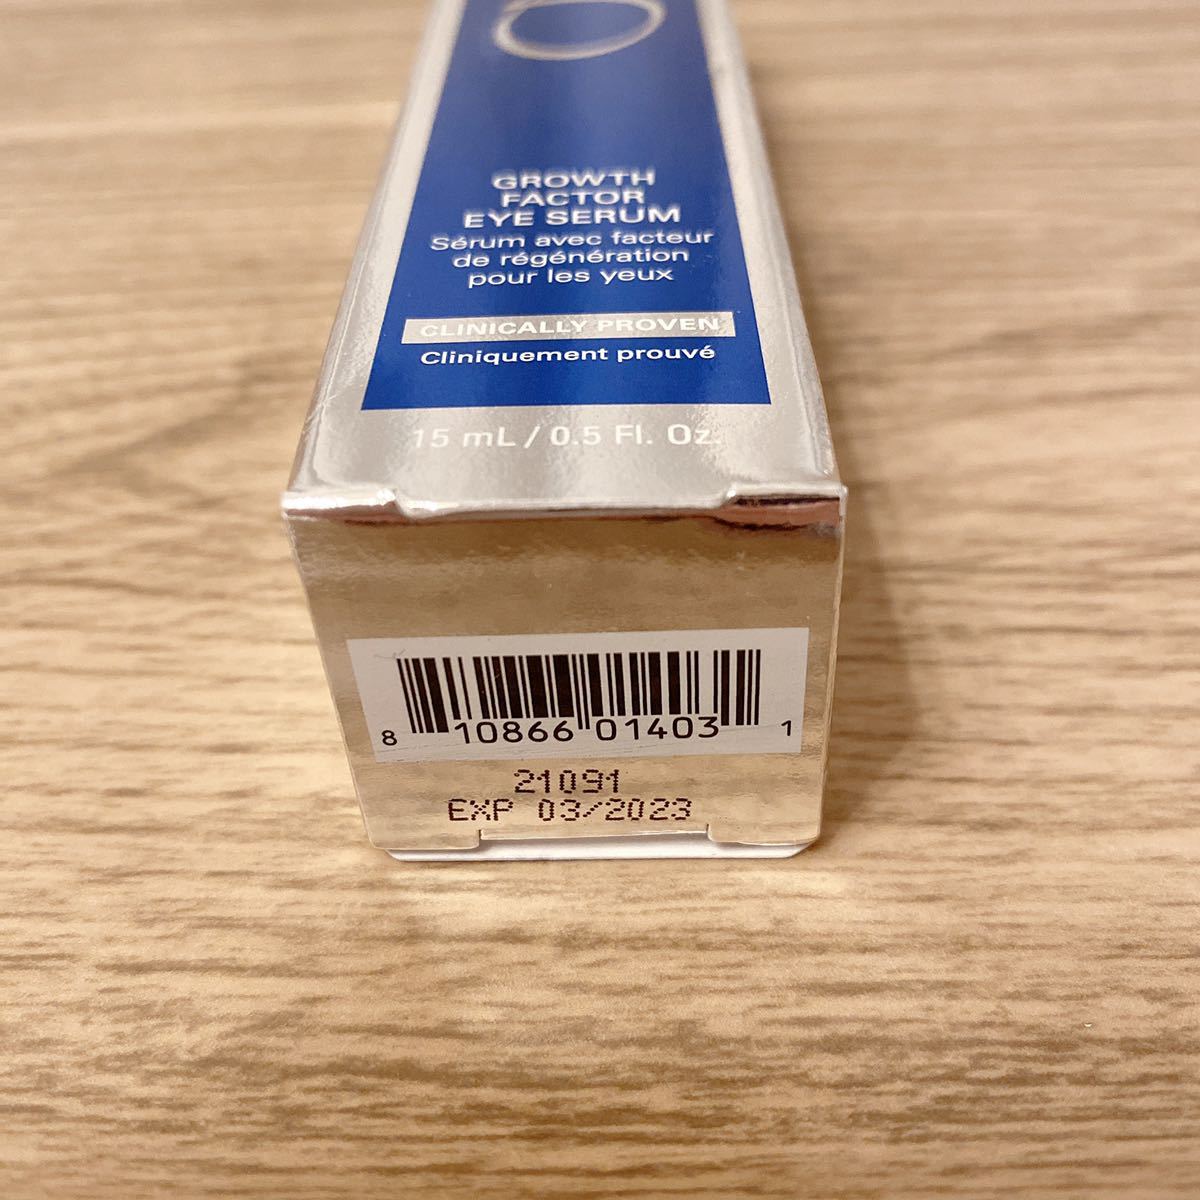 GROWTH
FACTOR
EYE SERUM
Sérum avec facteur
de régénération
pour les yeux
CLINICALLY PROVEN
Cliniquement prouvé
15 mL / 0.5 Fl. Oz.
8 10866 01403 1
21091
EXP 03/2023